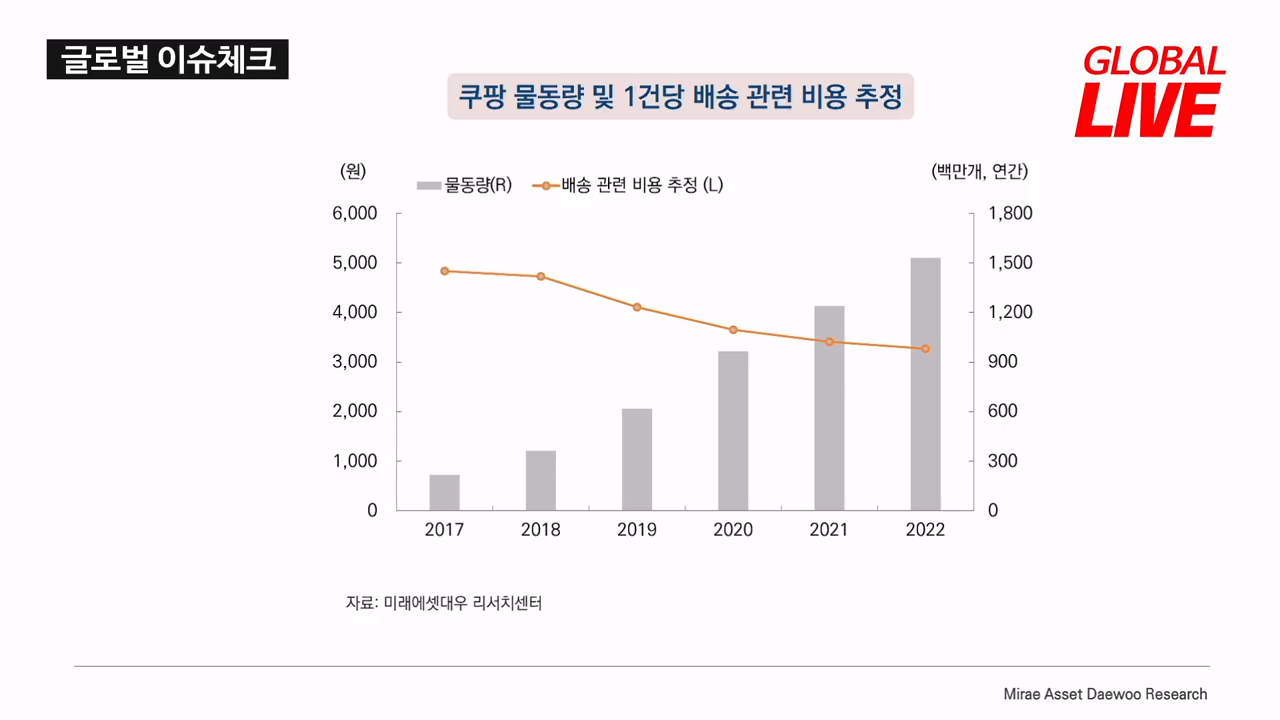 글로벌 이슈체크
GLOBAL
LIVE
쿠팡 물동량 및 1건당 배송 관련 비용 추정
(원)
(백만개, 연간)
물동량(R)
배송 관련 비용 추정 (L)
6,000
5,000
4,000
3,000
2,000
1,000
0
1,800
1,500
1,200
900
600
300
0
2017 2018 2019 2020 2021 2022
자료: 미래에셋대우 리서치센터
Mirae Asset Daewoo Research